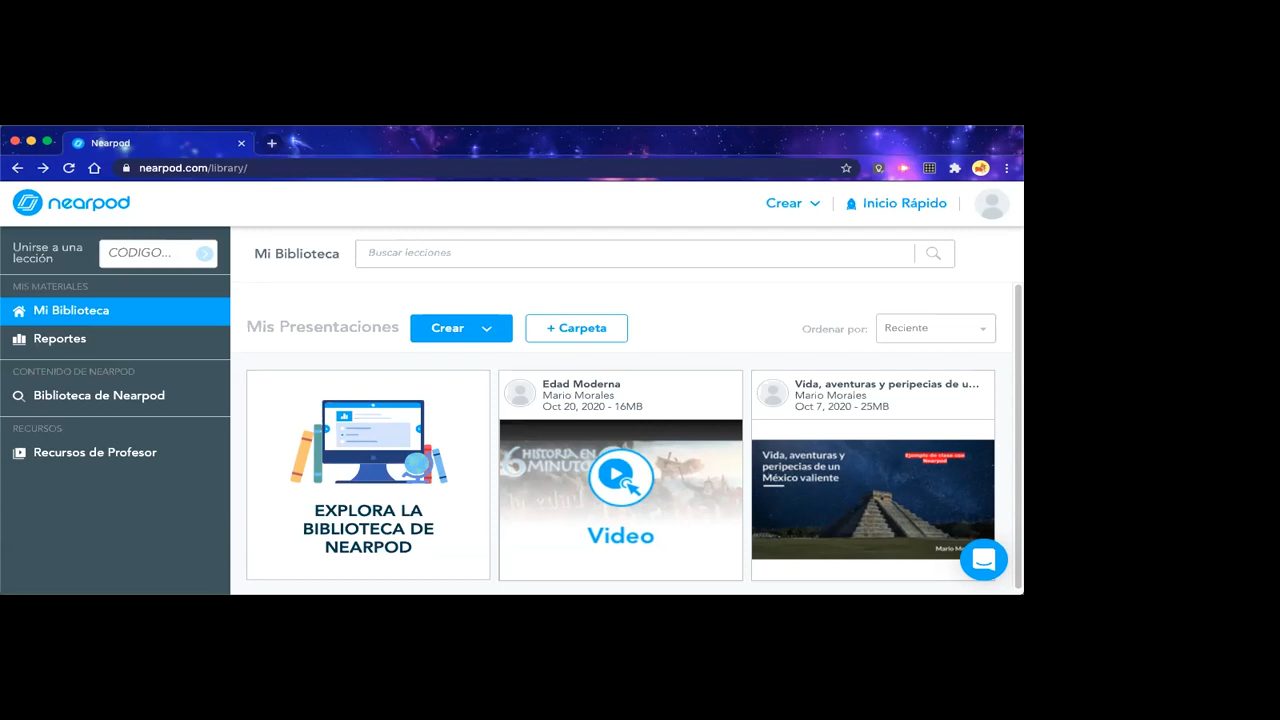 Nearpod
nearpod.com/library/
nearpod
Crear
Inicio Rápido
Unirse a una
lección
CODIGO...
Mi Biblioteca
Buscar lecciones
MIS MATERIALES
Mi Biblioteca
Reportes
CONTENIDO DE NEARPOD
Biblioteca de Nearpod
RECURSOS
Recursos de Profesor
Mis Presentaciones
Crear
+ Carpeta
Ordenar por:
Reciente
EXPLORA LA
BIBLIOTECA DE
NEARPOD
Edad Moderna
Mario Morales
Oct 20, 2020 - 16MB
HISTORIA EN
6 MINUTO
Video
Vida, aventuras y peripecias de u...
Mario Morales
Oct 7, 2020 - 25MB
Vida, aventuras y
peripecias de un
México valiente
Ejemplo de clase con
Nearpod
Mario M